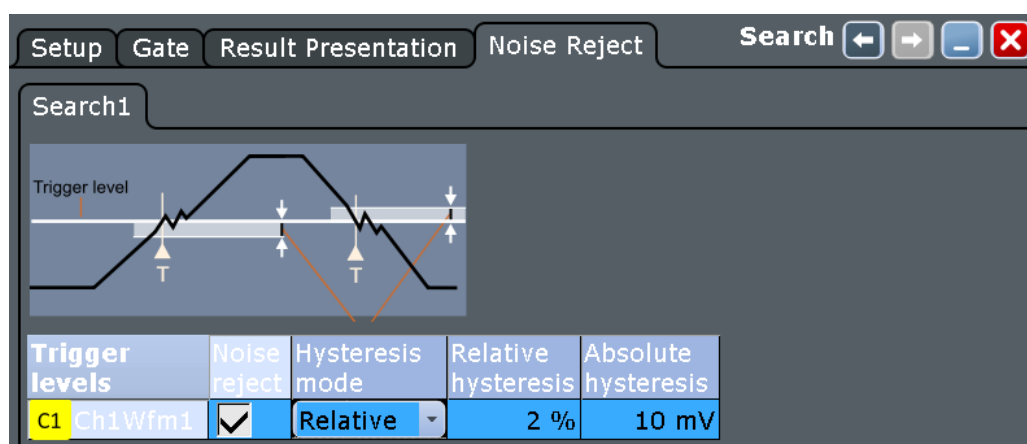 Setup Gate Result Presentation Noise Reject Search
Search1
Trigger level
T T
Trigger levels Noise reject Hysteresis mode Relative hysteresis Absolute hysteresis
C1 Ch1Wfm1 Relative 2 % 10 mV